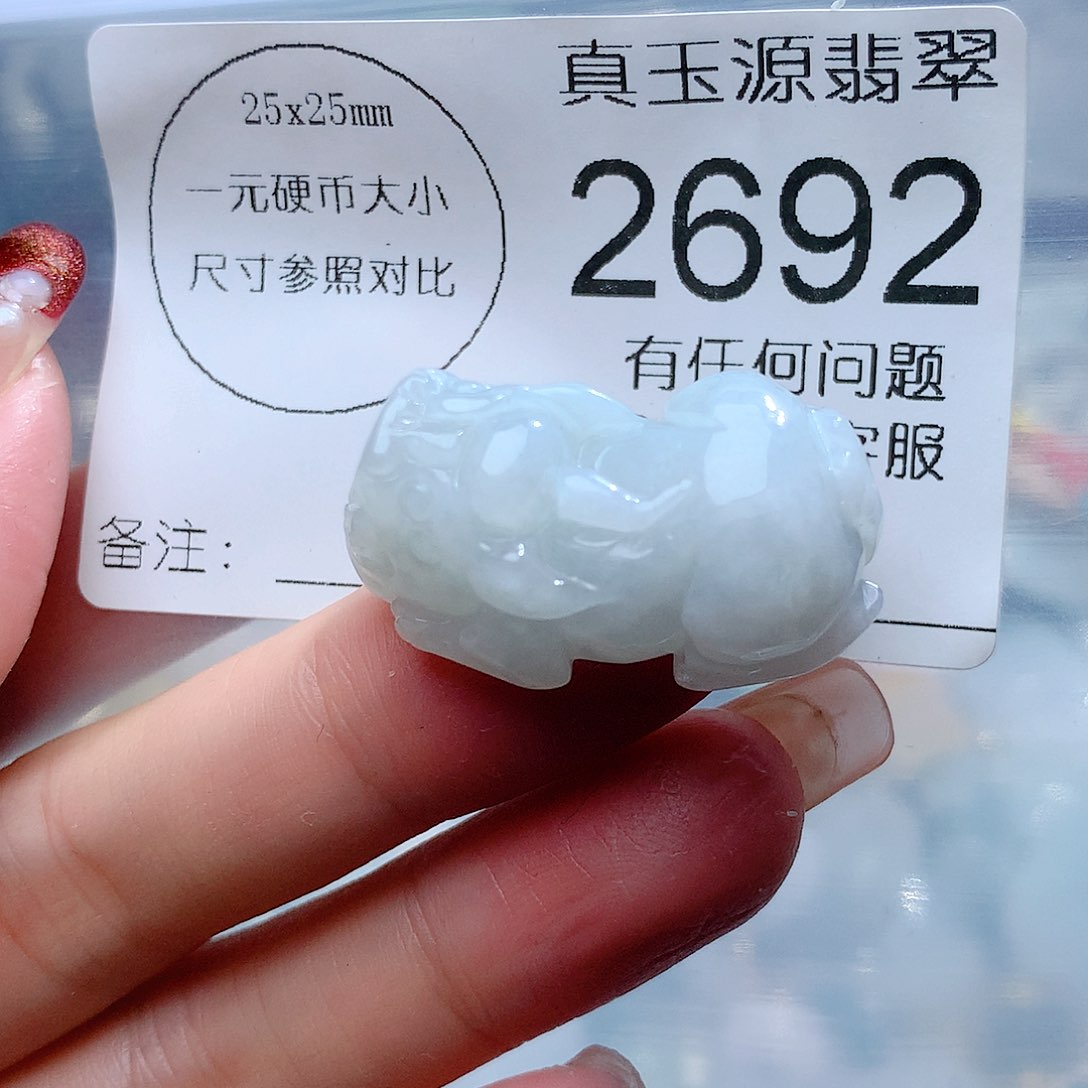 25x25mm
一元硬币大小
尺寸参照对比
真玉源翡翠
2692
有任何问题
客服
备注：